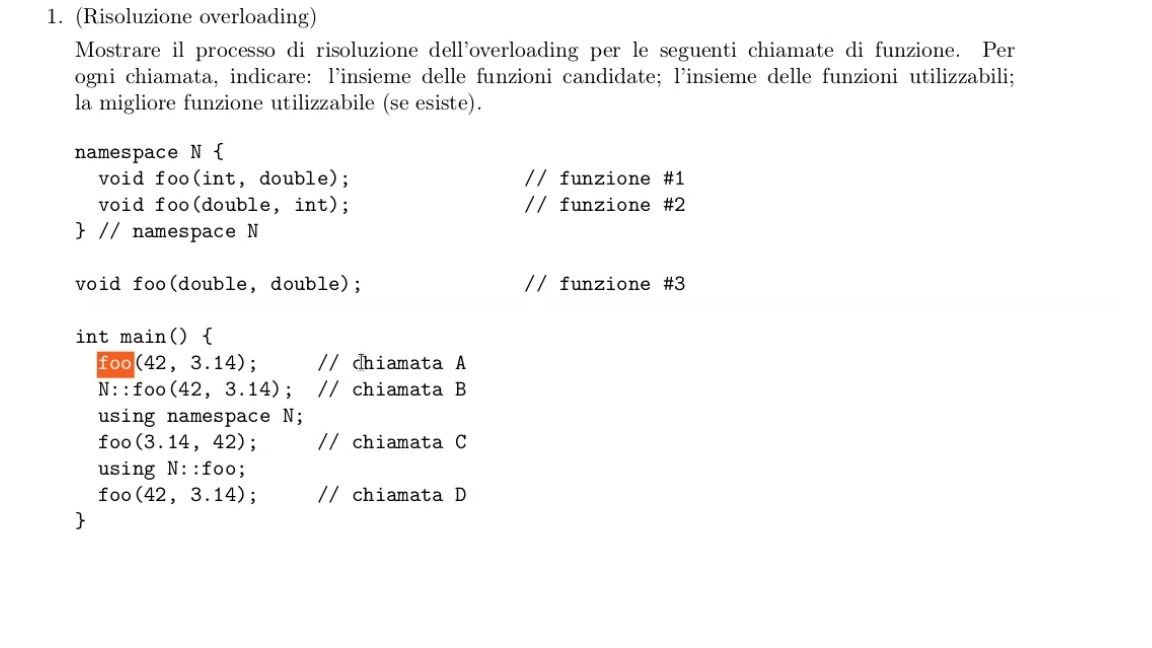 1. (Risoluzione overloading)
Mostrare il processo di risoluzione dell'overloading per le seguenti chiamate di funzione. Per
ogni chiamata, indicare: l'insieme delle funzioni candidate; l'insieme delle funzioni utilizzabili;
la migliore funzione utilizzabile (se esiste).
namespace N {
  void foo(int, double);               // funzione #1
  void foo(double, int);               // funzione #2
} // namespace N
void foo(double, double);              // funzione #3
int main() {
  foo(42, 3.14);     // chiamata A
  N::foo(42, 3.14);  // chiamata B
  using namespace N;
  foo(3.14, 42);     // chiamata C
  using N::foo;
  foo(42, 3.14);     // chiamata D
}